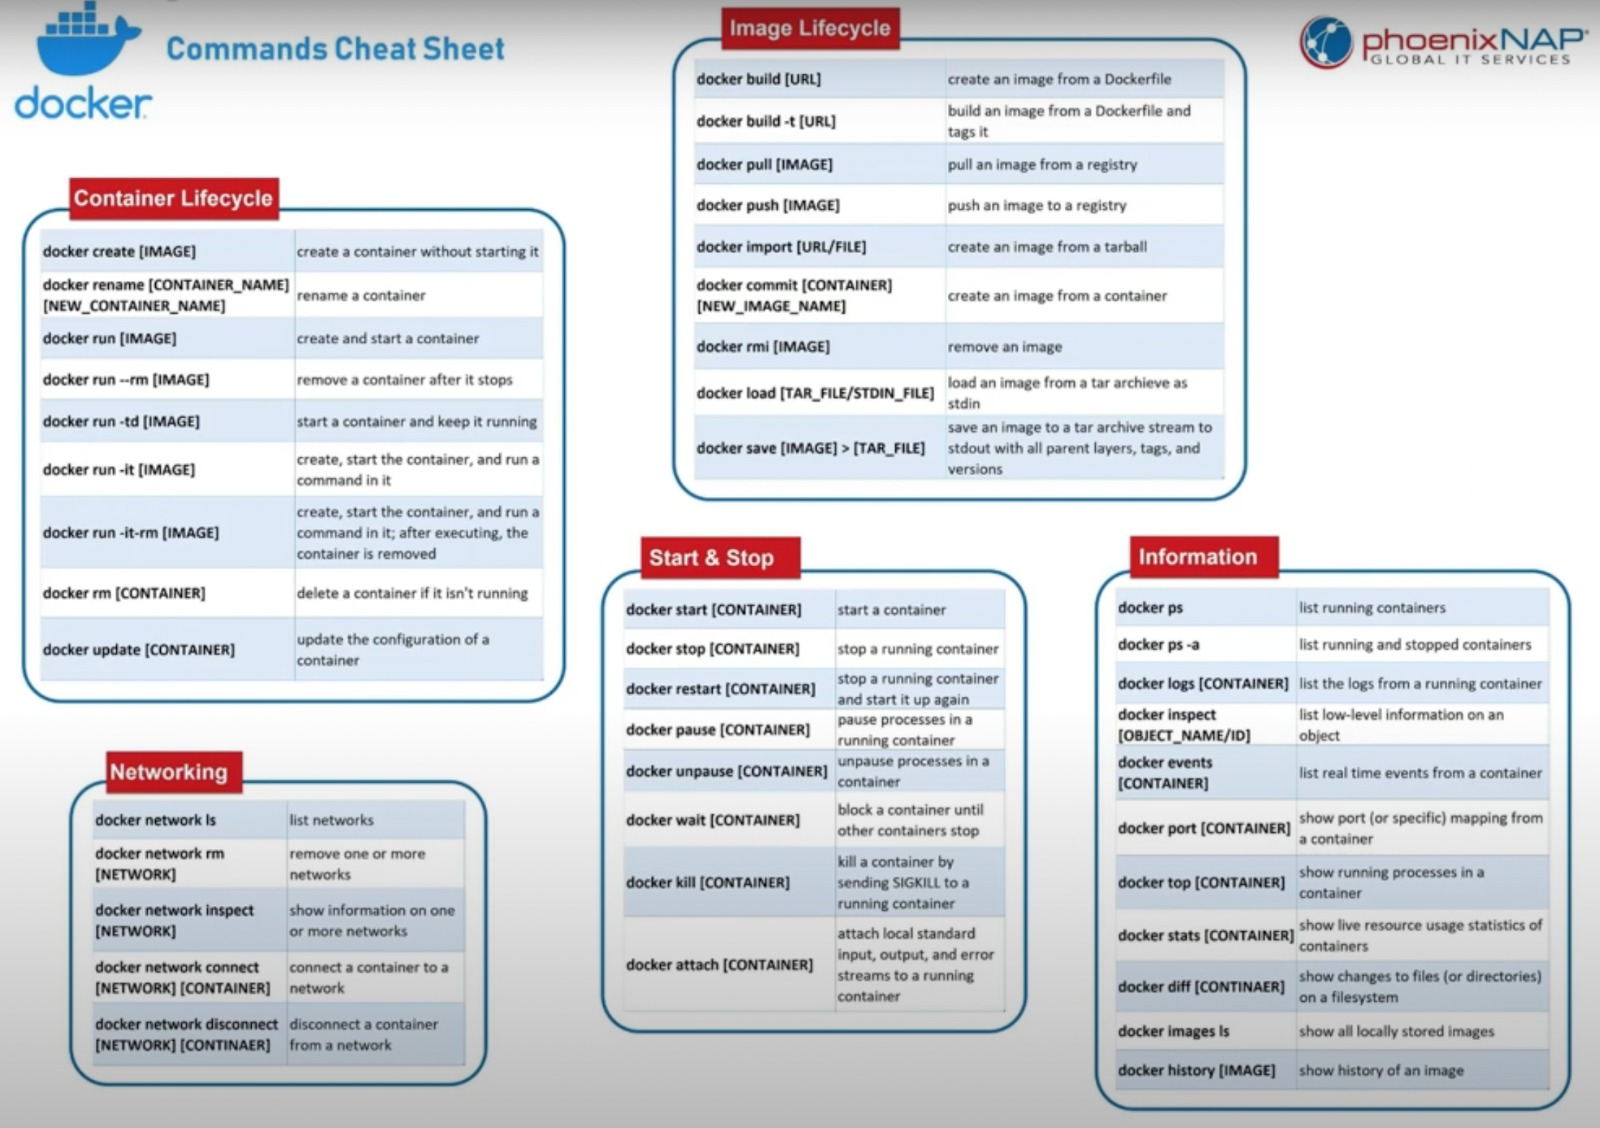 docker
Commands Cheat Sheet
phoenixNAP
GLOBAL IT SERVICES
Container Lifecycle
docker create [IMAGE]
create a container without starting it
docker rename [CONTAINER_NAME]
[NEW_CONTAINER_NAME]
rename a container
docker run [IMAGE]
create and start a container
docker run --rm [IMAGE]
remove a container after it stops
docker run -td [IMAGE]
start a container and keep it running
docker run -it [IMAGE]
create, start the container, and run a
command in it
docker run -it-rm [IMAGE]
create, start the container, and run a
command in it; after executing, the
container is removed
docker rm [CONTAINER]
delete a container if it isn't running
docker update [CONTAINER]
update the configuration of a
container
Image Lifecycle
docker build [URL]
create an image from a Dockerfile
docker build -t [URL]
build an image from a Dockerfile and
tags it
docker pull [IMAGE]
pull an image from a registry
docker push [IMAGE]
push an image to a registry
docker import [URL/FILE]
create an image from a tarball
docker commit [CONTAINER]
[NEW_IMAGE_NAME]
create an image from a container
docker rmi [IMAGE]
remove an image
docker load [TAR_FILE/STDIN_FILE]
load an image from a tar archieve as
stdin
docker save [IMAGE] > [TAR_FILE]
save an image to a tar archive stream to
stdout with all parent layers, tags, and
versions
Networking
docker network ls
list networks
docker network rm
[NETWORK]
remove one or more
networks
docker network inspect
[NETWORK]
show information on one
or more networks
docker network connect
[NETWORK] [CONTAINER]
connect a container to a
network
docker network disconnect
[NETWORK] [CONTINAER]
disconnect a container
from a network
Start & Stop
docker start [CONTAINER]
start a container
docker stop [CONTAINER]
stop a running container
docker restart [CONTAINER]
stop a running container
and start it up again
docker pause [CONTAINER]
pause processes in a
running container
docker unpause [CONTAINER]
unpause processes in a
container
docker wait [CONTAINER]
block a container until
other containers stop
docker kill [CONTAINER]
kill a container by
sending SIGKILL to a
running container
docker attach [CONTAINER]
attach local standard
input, output, and error
streams to a running
container
Information
docker ps
list running containers
docker ps -a
list running and stopped containers
docker logs [CONTAINER]
list the logs from a running container
docker inspect
[OBJECT_NAME/ID]
list low-level information on an
object
docker events
[CONTAINER]
list real time events from a container
docker port [CONTAINER]
show port (or specific) mapping from
a container
docker top [CONTAINER]
show running processes in a
container
docker stats [CONTAINER]
show live resource usage statistics of
containers
docker diff [CONTINAER]
show changes to files (or directories)
on a filesystem
docker images ls
show all locally stored images
docker history [IMAGE]
show history of an image